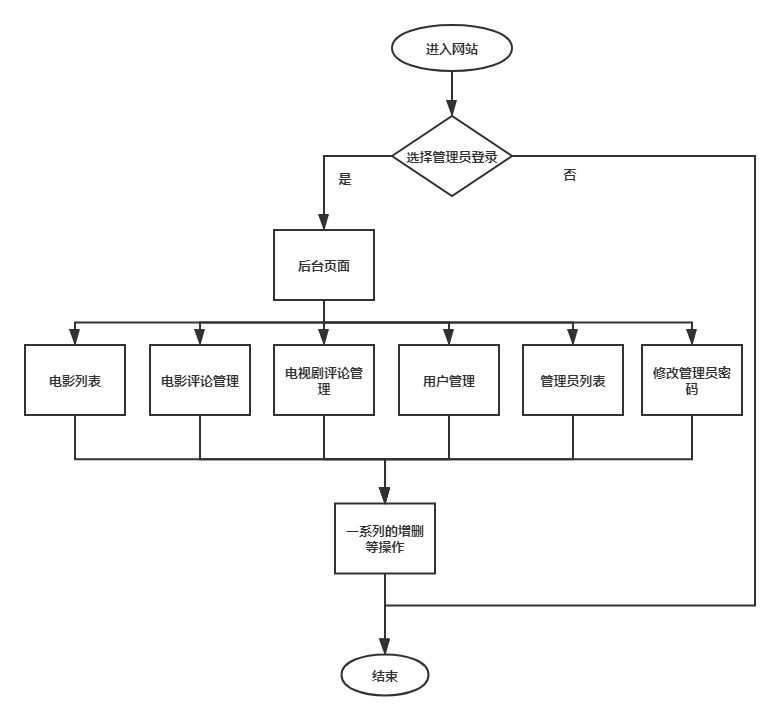 进入网站
选择管理员登录
是
否
后台页面
电影列表
电影评论管理
电视剧评论管
理
用户管理
管理员列表
修改管理员密
码
一系列的增删
等操作
结束